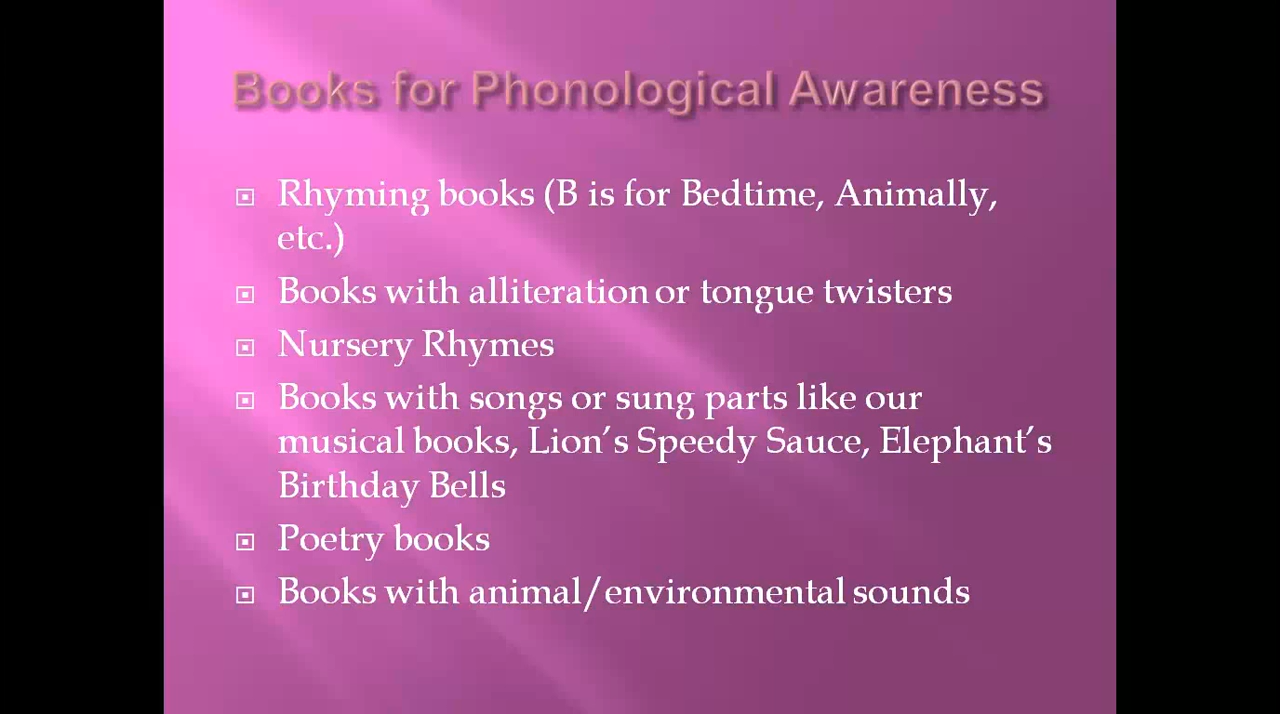 Books for Phonological Awareness
Rhyming books (B is for Bedtime, Animally,
etc.)
Books with alliteration or tongue twisters
Nursery Rhymes
Books with songs or sung parts like our
musical books, Lion’s Speedy Sauce, Elephant’s
Birthday Bells
Poetry books
Books with animal/environmental sounds